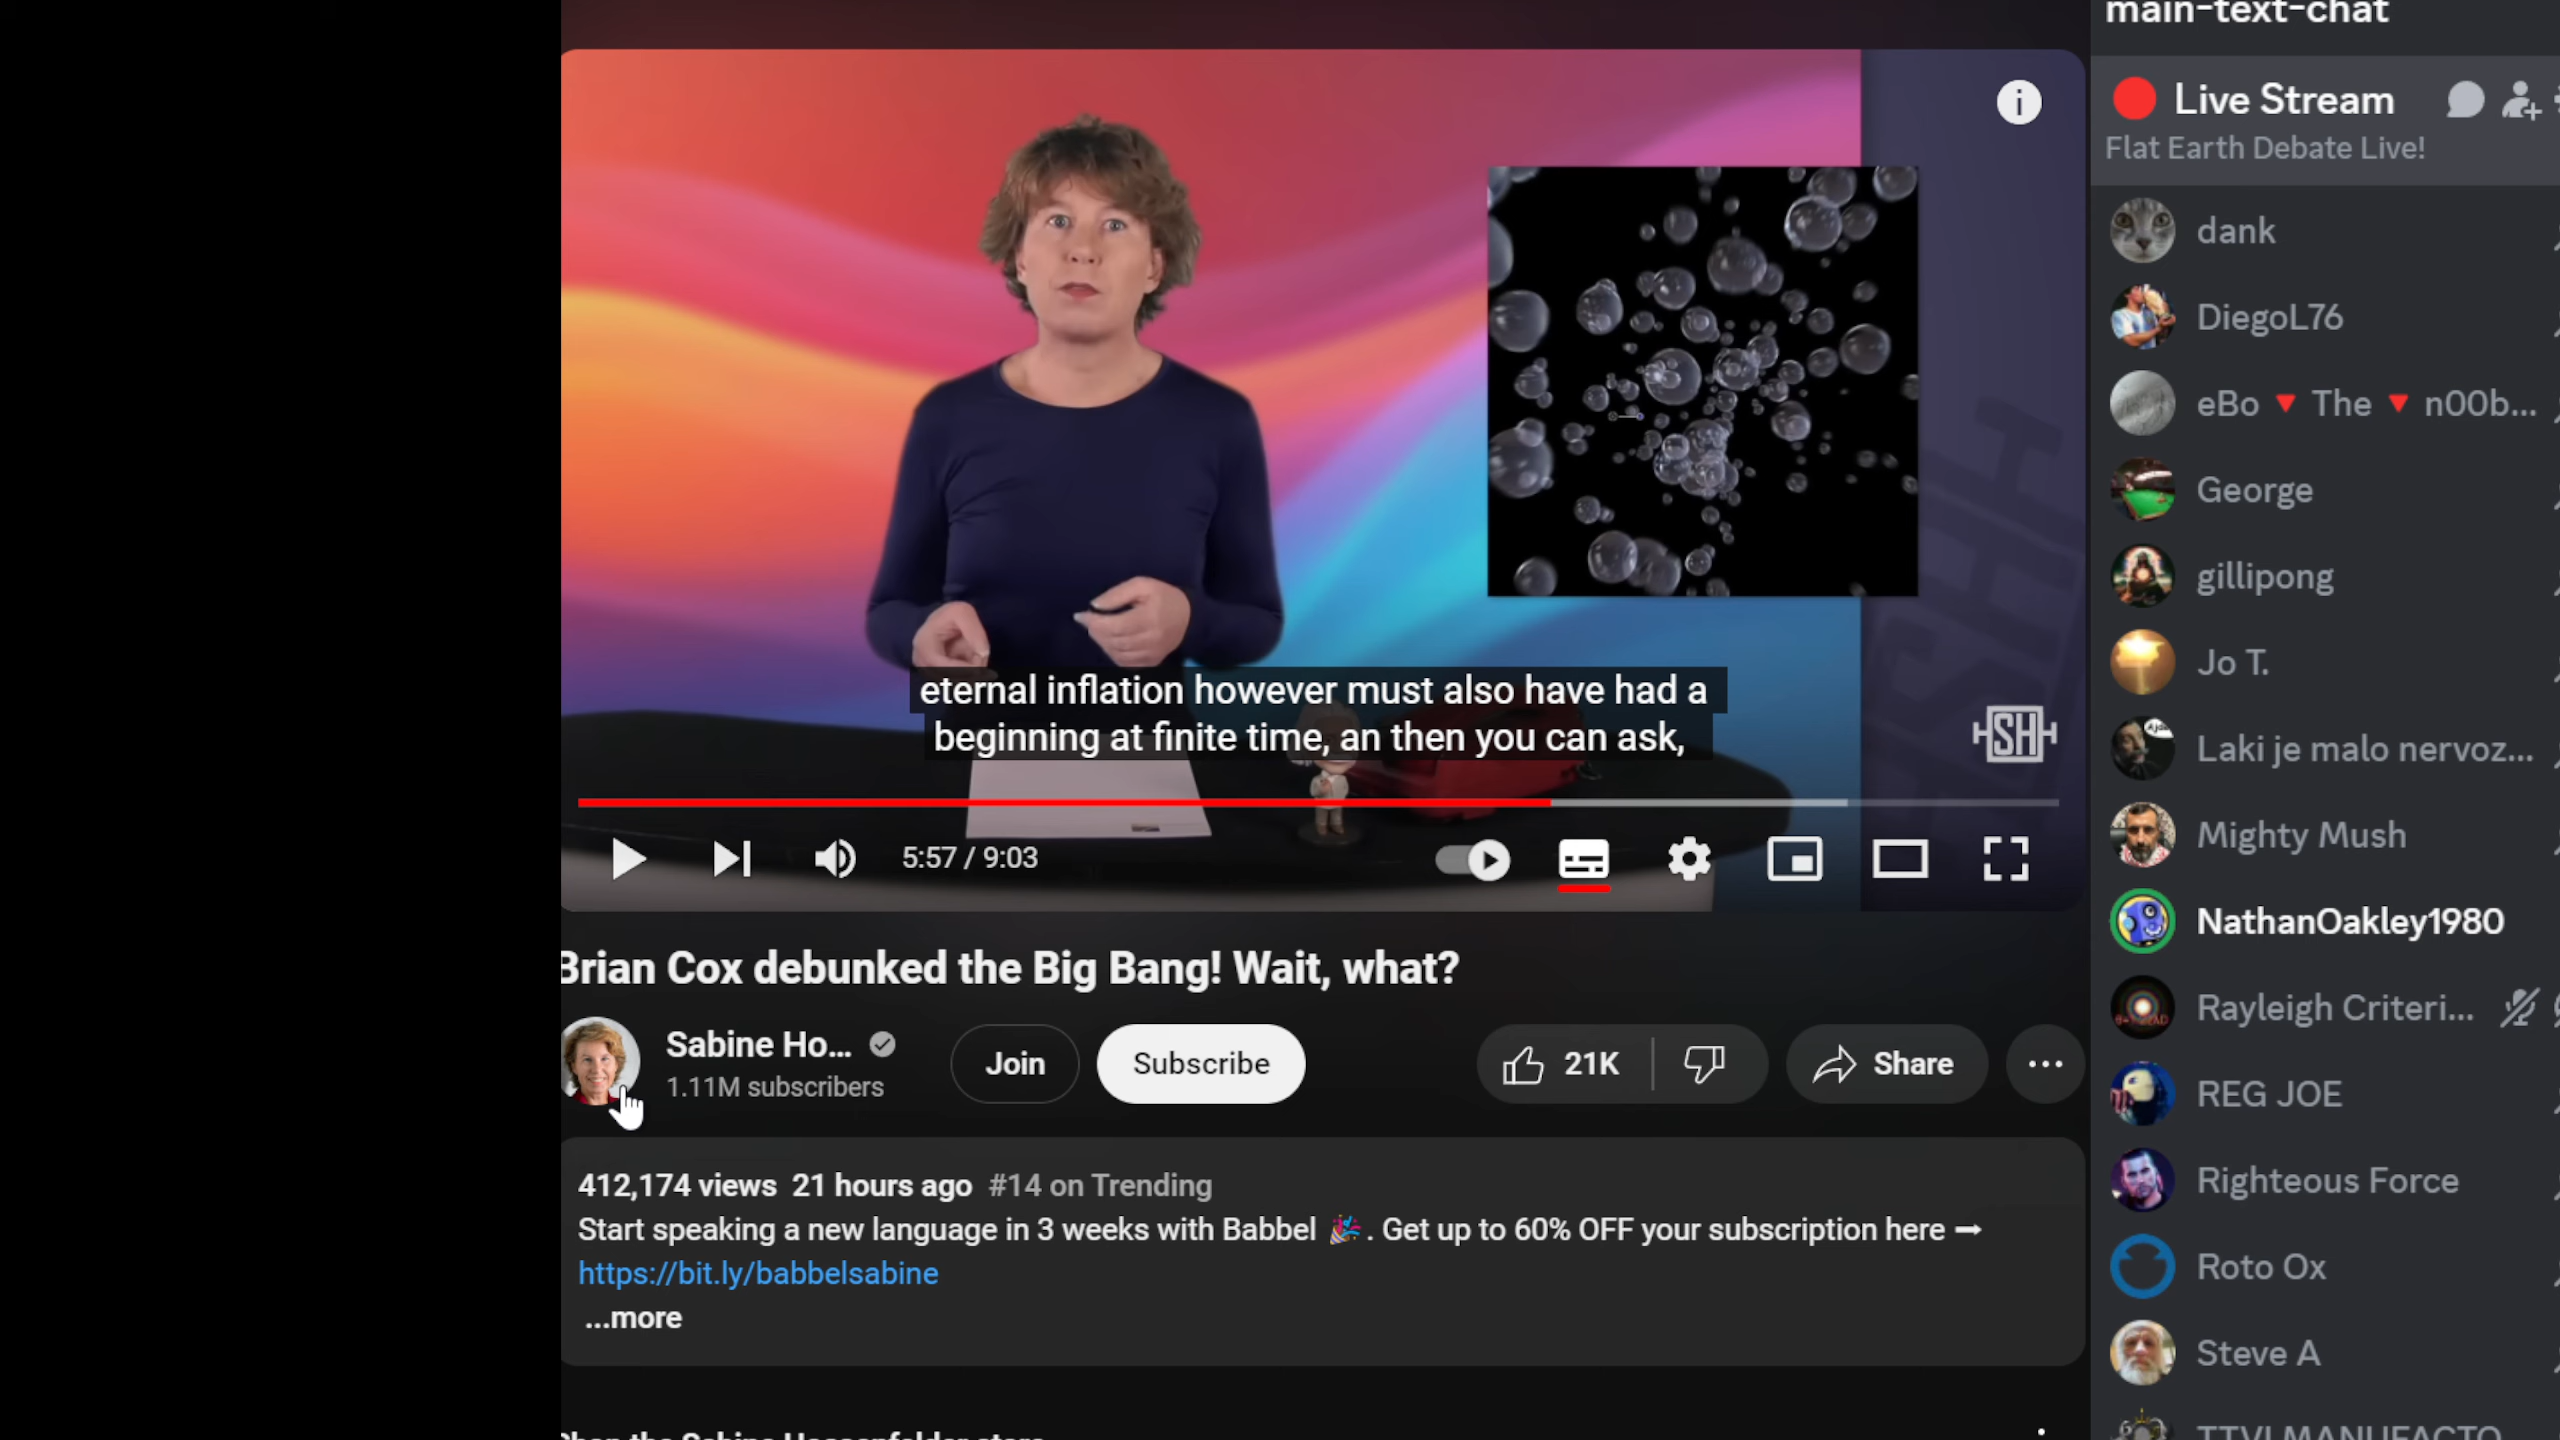 eternal inflation however must also have had a
beginning at finite time, an then you can ask,
SH
5:57 / 9:03
Brian Cox debunked the Big Bang! Wait, what?
Sabine Ho...
1.11M subscribers
Join
Subscribe
21K
Share
412,174 views 21 hours ago #14 on Trending
Start speaking a new language in 3 weeks with Babbel 🎉. Get up to 60% OFF your subscription here ➞
https://bit.ly/babbelsabine
...more
main-text-chat
Live Stream
Flat Earth Debate Live!
dank
DiegoL76
eBo 🔻 The 🔻 n00b...
George
gillipong
Jo T.
Laki je malo nervoz...
Mighty Mush
NathanOakley1980
Rayleigh Criteri...
REG JOE
Righteous Force
Roto Ox
Steve A